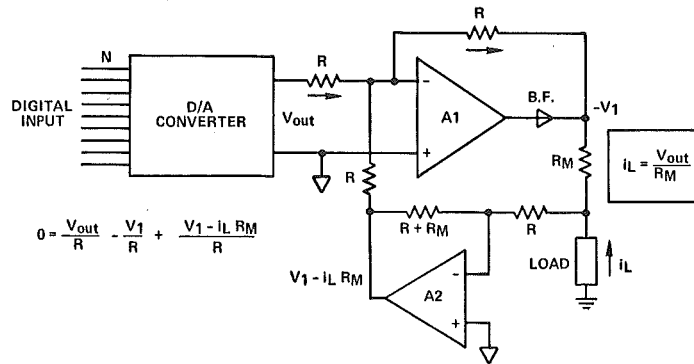 R
N
R
DIGITAL
INPUT
D/A
CONVERTER
Vout
−
A1
+
B.F.
−V1
RM
iL = Vout / RM
R
0 = Vout / R − V1 / R + V1 − iL RM / R
R + RM
R
V1 − iL RM
−
A2
+
LOAD
iL